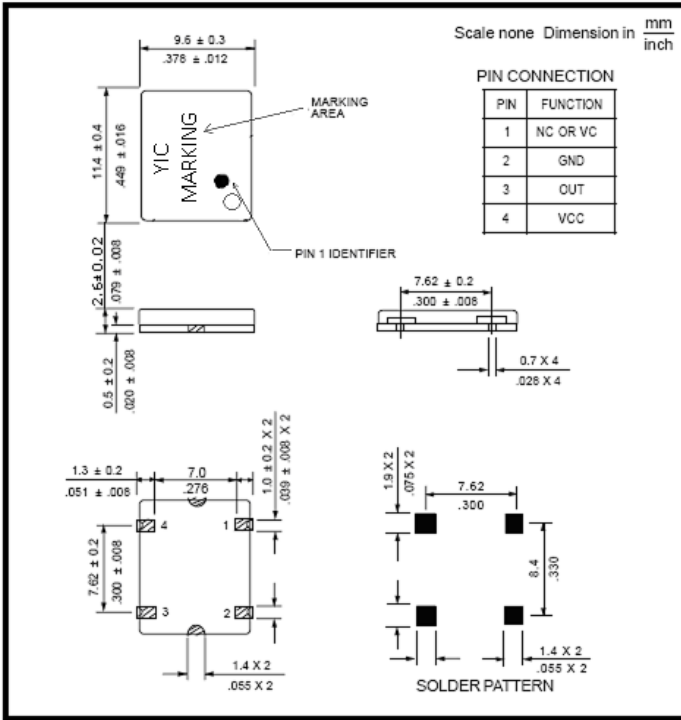 Scale none Dimension in mm/inch
9.6 ± 0.3
.378 ± .012
PIN CONNECTION
PIN FUNCTION
1 NC OR VC
2 GND
3 OUT
4 VCC
MARKING
AREA
YIC
MARKING
11.4 ± 0.4
.449 ± .016
PIN 1 IDENTIFIER
2.6±0.02
.079 ± .008
0.5 ± 0.2
.020 ± .008
7.62 ± 0.2
.300 ± .008
0.7 X 4
.028 X 4
1.3 ± 0.2
.051 ± .008
7.0
.276
1.0 ± 0.2 X 2
.039 ± .008 X 2
4 1
3 2
7.62 ± 0.2
.300 ± .008
1.4 X 2
.055 X 2
1.9 X 2
.075 X 2
7.62
.300
8.4
.330
1.4 X 2
.055 X 2
SOLDER PATTERN